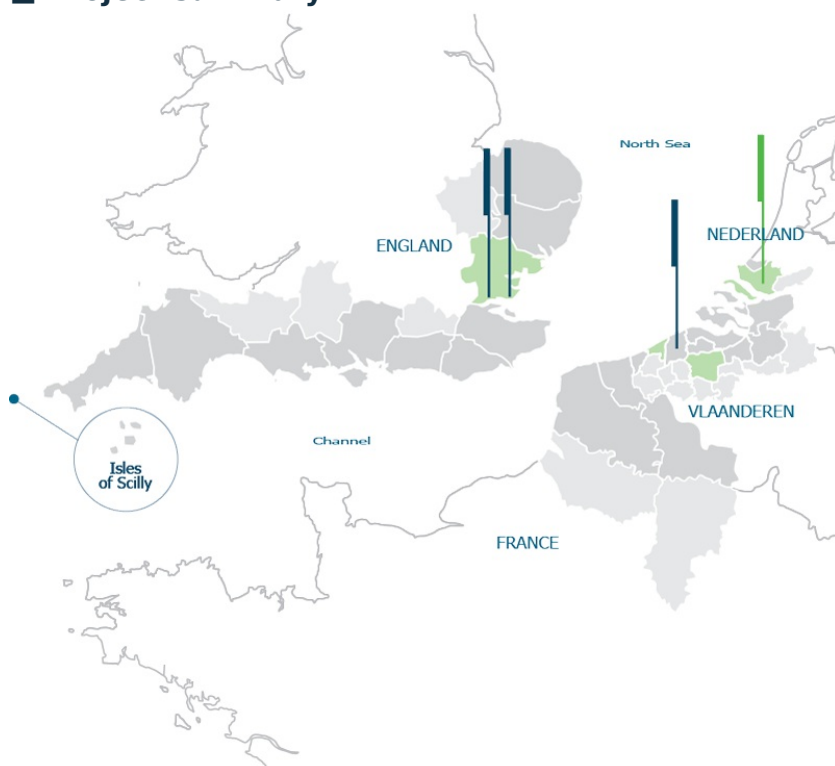 North Sea
NEDERLAND
ENGLAND
VLAANDEREN
Channel
Isles
of Scilly
FRANCE